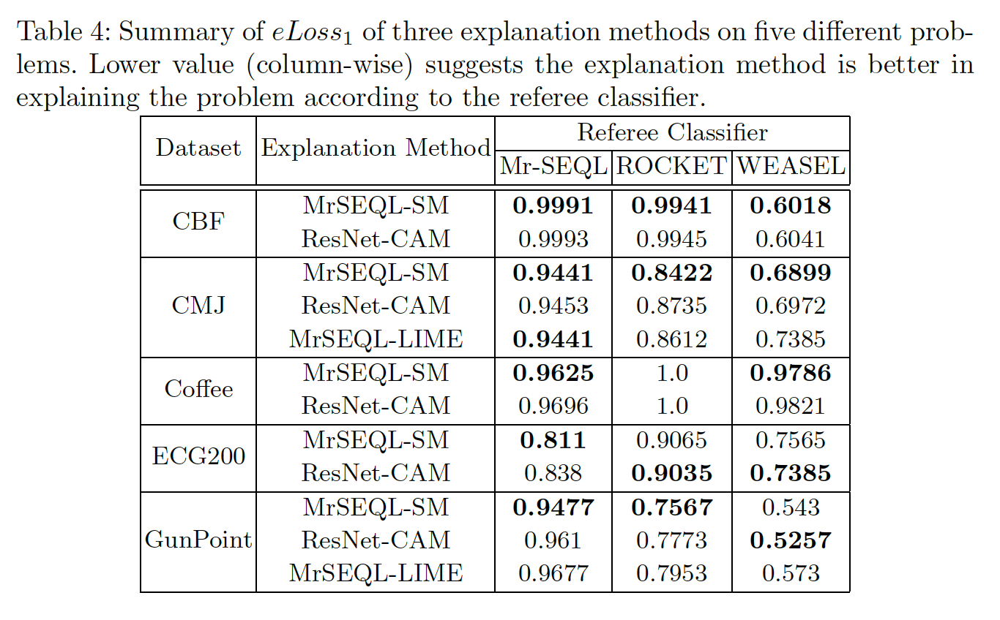 Table 4: Summary of eLoss1 of three explanation methods on five different prob-
lems. Lower value (column-wise) suggests the explanation method is better in
explaining the problem according to the referee classifier.
Dataset Explanation Method Referee Classifier
Mr-SEQL ROCKET WEASEL
CBF MrSEQL-SM 0.9991 0.9941 0.6018
ResNet-CAM 0.9993 0.9945 0.6041
CMJ MrSEQL-SM 0.9441 0.8422 0.6899
ResNet-CAM 0.9453 0.8735 0.6972
MrSEQL-LIME 0.9441 0.8612 0.7385
Coffee MrSEQL-SM 0.9625 1.0 0.9786
ResNet-CAM 0.9696 1.0 0.9821
ECG200 MrSEQL-SM 0.811 0.9065 0.7565
ResNet-CAM 0.838 0.9035 0.7385
GunPoint MrSEQL-SM 0.9477 0.7567 0.543
ResNet-CAM 0.961 0.7773 0.5257
MrSEQL-LIME 0.9677 0.7953 0.573